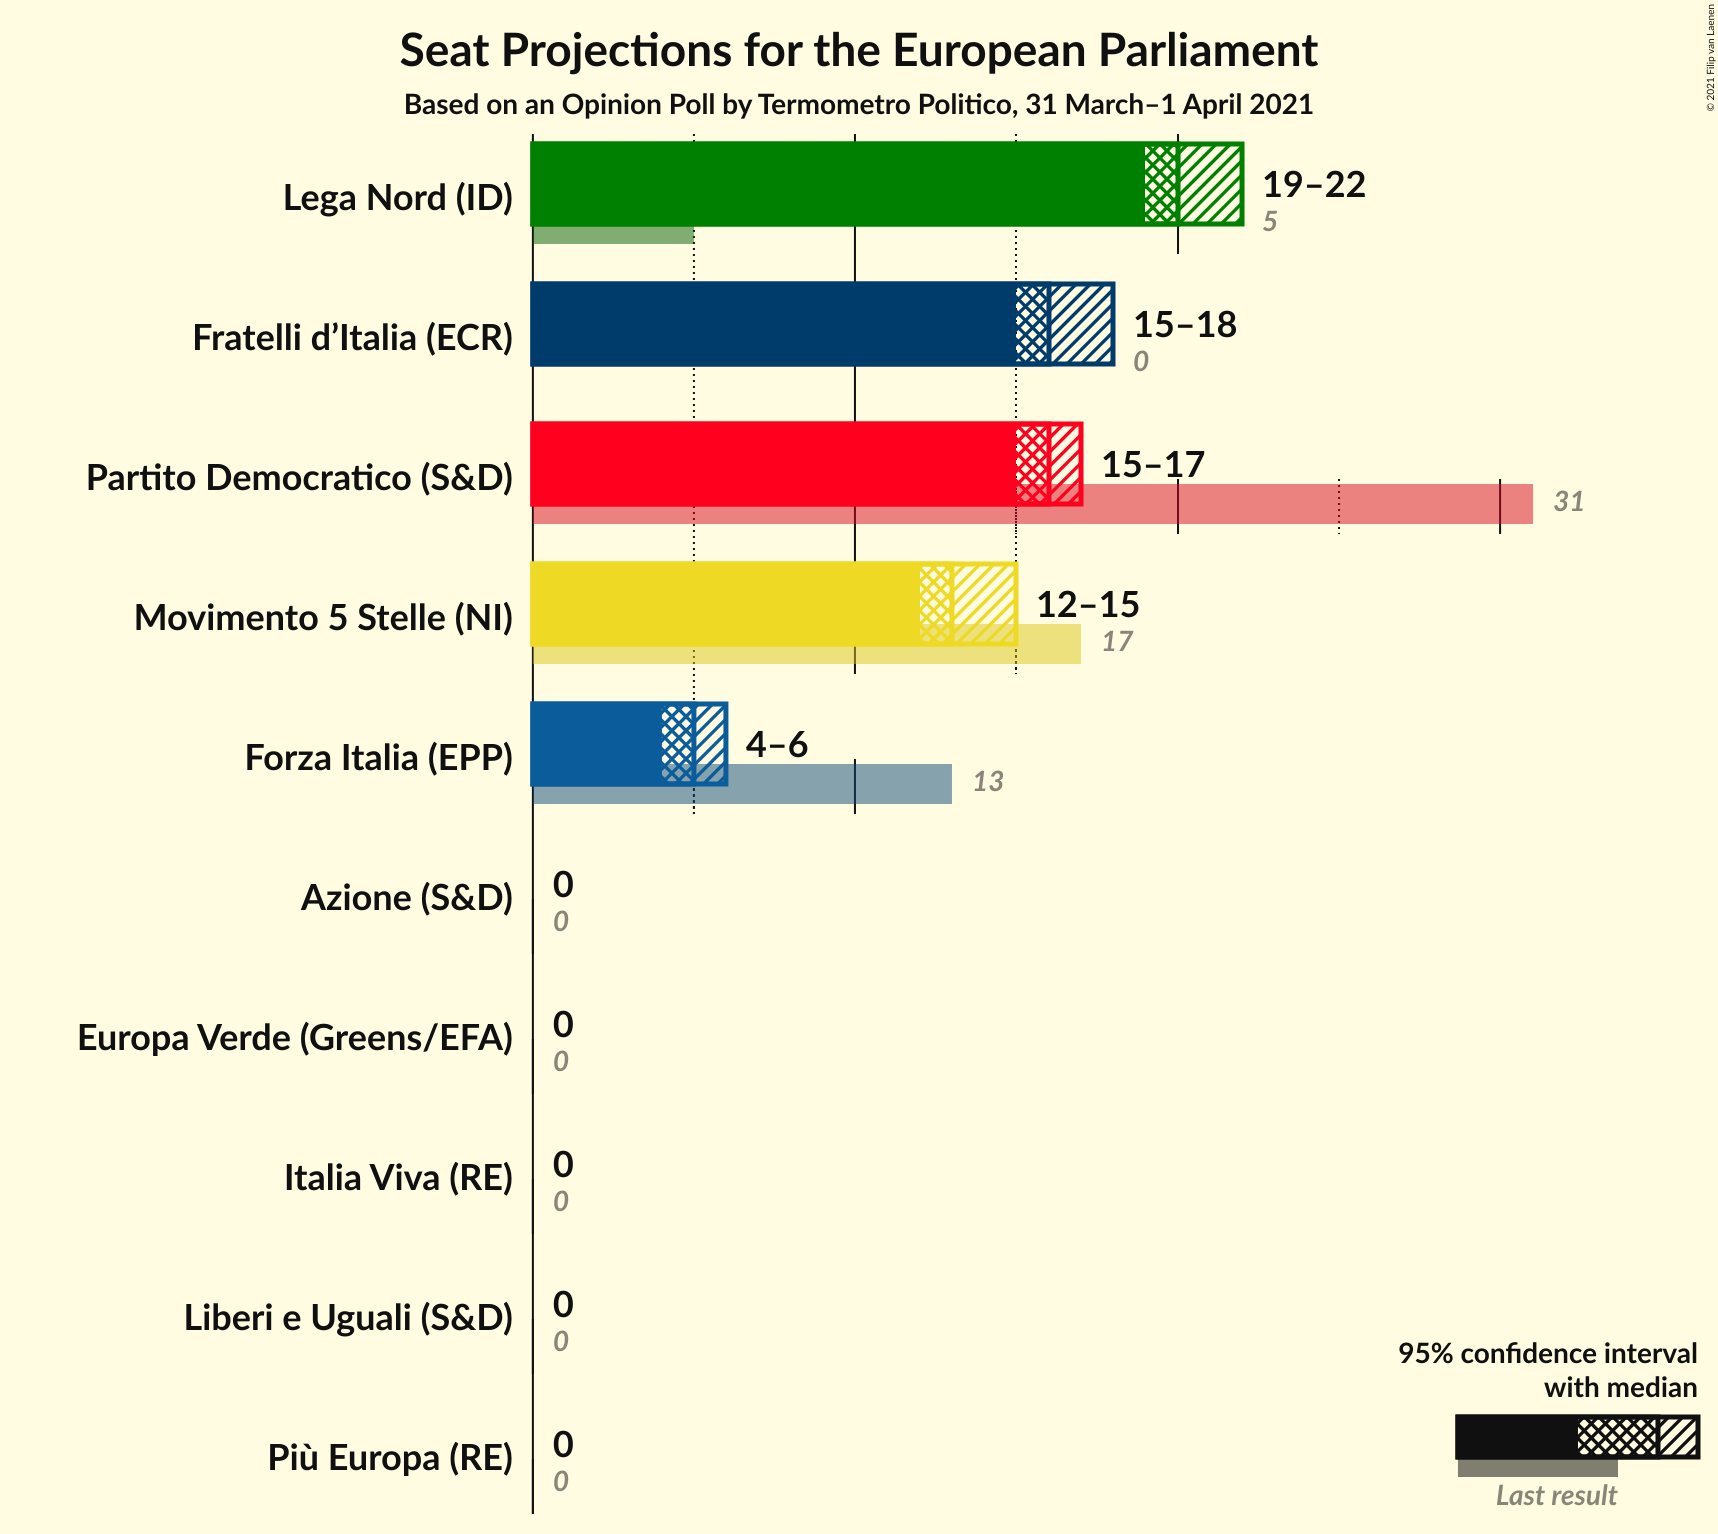 Seat Projections for the European Parliament
Based on an Opinion Poll by Termometro Politico, 31 March–1 April 2021
© 2021 Filip van Laenen
Lega Nord (ID)
19–22
5
Fratelli d’Italia (ECR)
15–18
0
Partito Democratico (S&D)
15–17
31
Movimento 5 Stelle (NI)
12–15
17
Forza Italia (EPP)
4–6
13
Azione (S&D)
0
0
Europa Verde (Greens/EFA)
0
0
Italia Viva (RE)
0
0
Liberi e Uguali (S&D)
0
0
Più Europa (RE)
0
0
95% confidence interval
with median
Last result